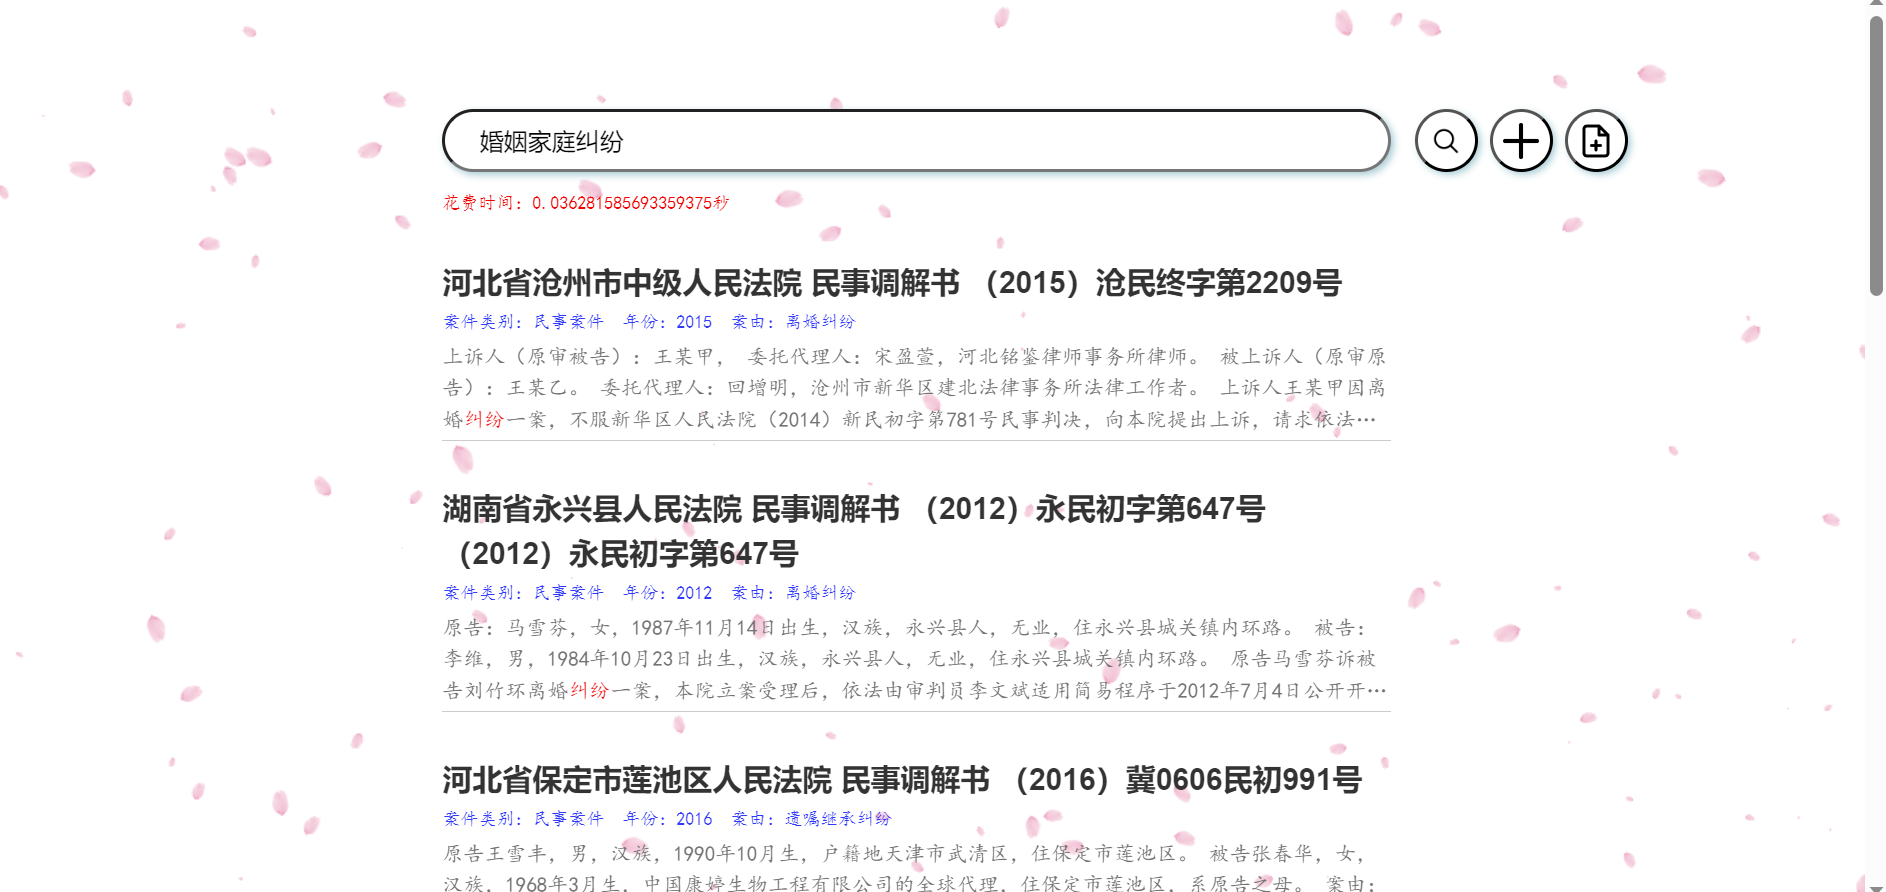 婚姻家庭纠纷
花费时间：0.036281585693359375秒
河北省沧州市中级人民法院 民事调解书 （2015）沧民终字第2209号
案件类别：民事案件 年份：2015 案由：离婚纠纷
上诉人（原审被告）：王某甲， 委托代理人：宋盈萱，河北铭鉴律师事务所律师。 被上诉人（原审原
告）：王某乙。 委托代理人：回增明，沧州市新华区建北法律事务所法律工作者。 上诉人王某甲因离
婚纠纷一案，不服新华区人民法院（2014）新民初字第781号民事判决，向本院提出上诉，请求依法…
湖南省永兴县人民法院 民事调解书 （2012）永民初字第647号
（2012）永民初字第647号
案件类别：民事案件 年份：2012 案由：离婚纠纷
原告：马雪芬，女，1987年11月14日出生，汉族，永兴县人，无业，住永兴县城关镇内环路。 被告：
李维，男，1984年10月23日出生，汉族，永兴县人，无业，住永兴县城关镇内环路。 原告马雪芬诉被
告刘竹环离婚纠纷一案，本院立案受理后，依法由审判员李文斌适用简易程序于2012年7月4日公开开…
河北省保定市莲池区人民法院 民事调解书 （2016）冀0606民初991号
案件类别：民事案件 年份：2016 案由：遗嘱继承纠纷
原告王雪丰，男，汉族，1990年10月生，户籍地天津市武清区，住保定市莲池区。 被告张春华，女，
汉族，1968年3月生，中国康婷生物工程有限公司的全球代理，住保定市莲池区，系原告之母。 案由：